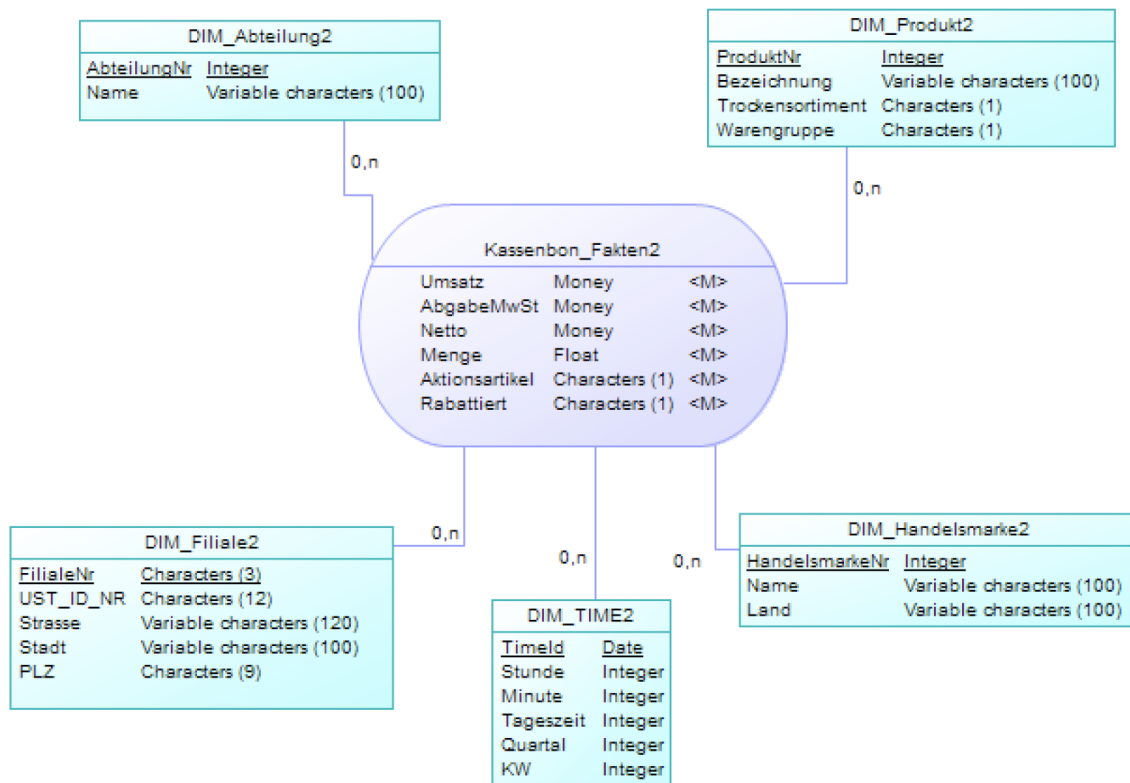 DIM_Abteilung2
AbteilungNr Integer
Name Variable characters (100)
0,n
DIM_Produkt2
ProduktNr Integer
Bezeichnung Variable characters (100)
Trockensortiment Characters (1)
Warengruppe Characters (1)
0,n
Kassenbon_Fakten2
Umsatz Money <M>
AbgabeMwSt Money <M>
Netto Money <M>
Menge Float <M>
Aktionsartikel Characters (1) <M>
Rabattiert Characters (1) <M>
0,n
DIM_Filiale2
FilialeNr Characters (3)
UST_ID_NR Characters (12)
Strasse Variable characters (120)
Stadt Variable characters (100)
PLZ Characters (9)
0,n
DIM_TIME2
TimeId Date
Stunde Integer
Minute Integer
Tageszeit Integer
Quartal Integer
KW Integer
0,n
DIM_Handelsmarke2
HandelsmarkeNr Integer
Name Variable characters (100)
Land Variable characters (100)